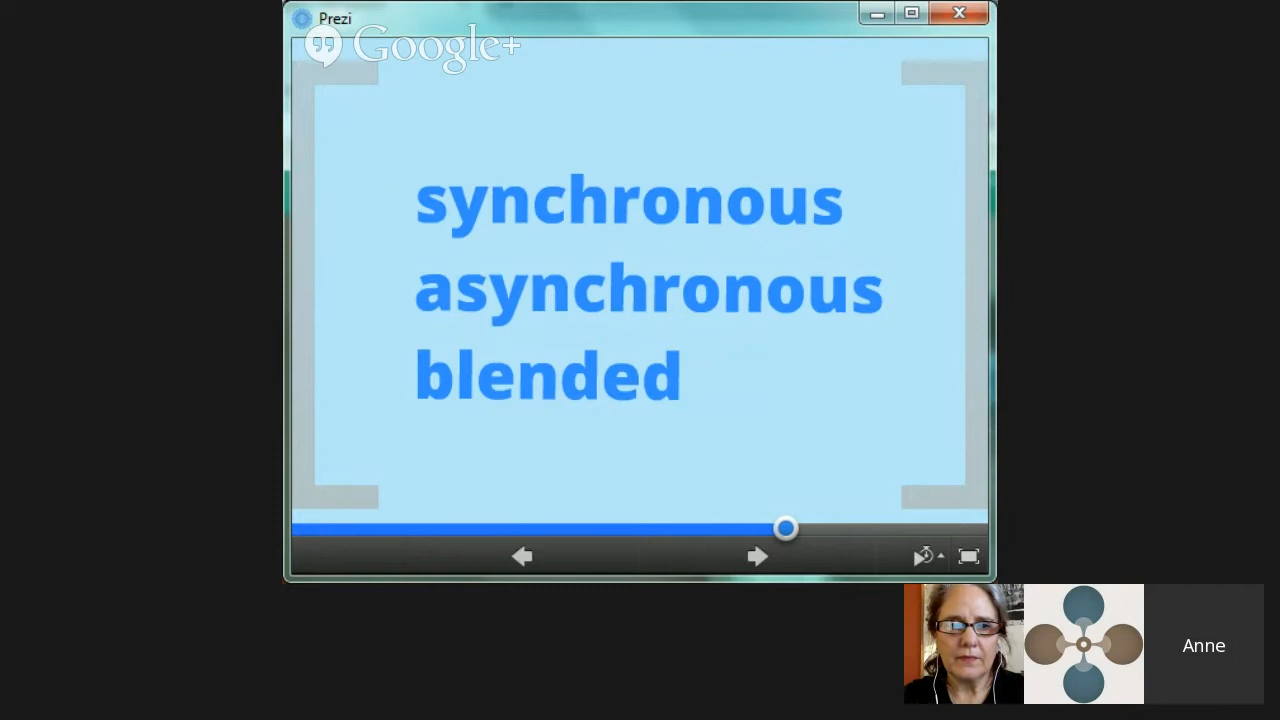 Prezi
Google+
synchronous
asynchronous
blended
Anne